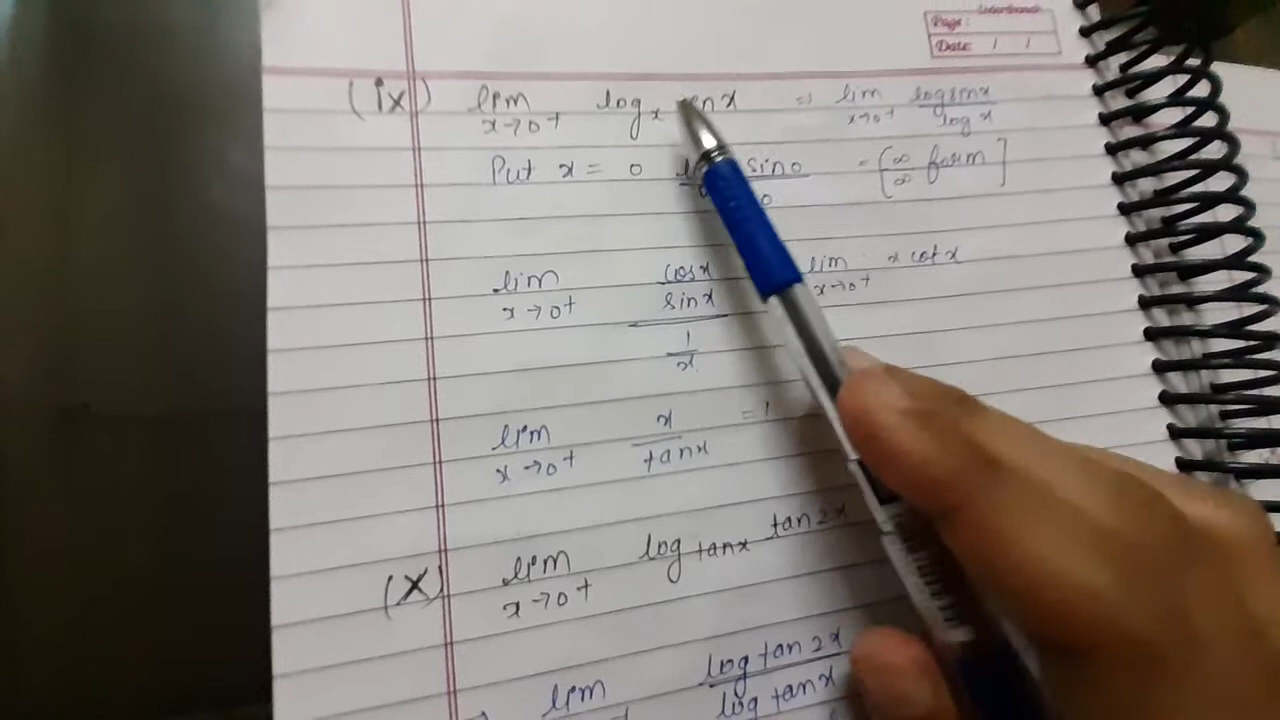 Page:
Date: / /
(ix) lim x→0+ log_x sin x ⇒ lim x→0+ log sin x / log x
Put x = 0 sin 0 / 0 = [∞/∞ form]
lim x→0+ (cos x / sin x) / (1/x) lim x→0+ x cot x
lim x→0+ x / tan x = 1
(X) lim x→0+ log_tan x tan 2x
lim log tan 2x / log tan x